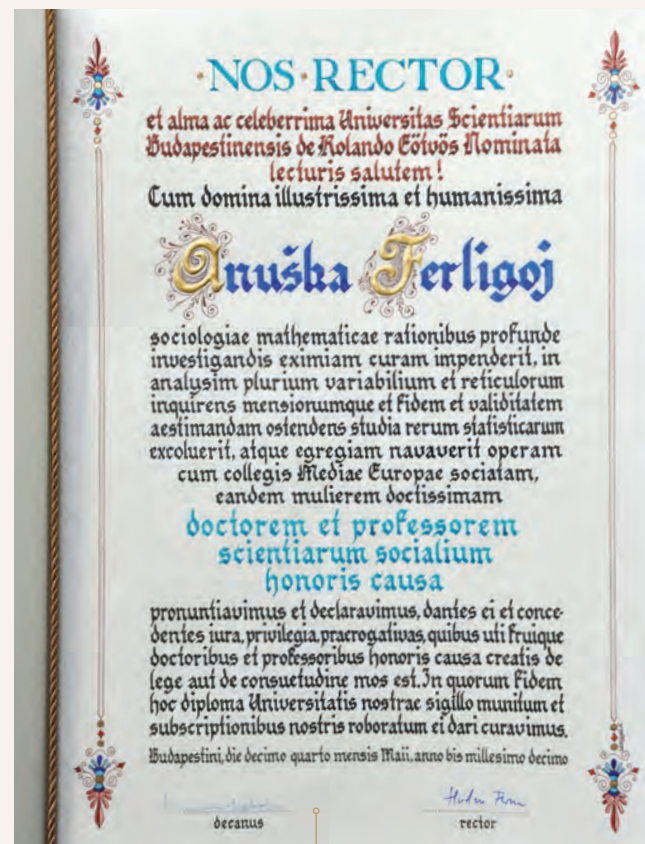 ·NOS·RECTOR·
et alma ac celeberrima Universitas Scientiarum
Budapestinensis de Rolando Eötvös Nominata
lecturis salutem!
Cum domina illustrissima et humanissima
Anuška Ferligoj
sociologiae mathematicae rationibus profunde
investigandis eximiam curam impenderit, in
analysim plurium variabilium et reticulorum
inquirens mensionumque et fidem et validitatem
aestimandam ostendens studia rerum statisticarum
excoluerit, atque egregiam navaverit operam
cum collegis Mediae Europae sociatam,
eandem mulierem doctissimam
doctorem et professorem
scientiarum socialium
honoris causa
pronuntiavimus et declaravimus, dantes ei et conce-
dentes iura, privilegia, praerogativas, quibus uti fruique
doctoribus et professoribus honoris causa creatis de
lege aut de consuetudine mos est. In quorum fidem
hoc diploma Universitatis nostrae sigillo munitum et
subscriptionibus nostris roboratum ei dari curavimus.
Budapestini, die decimo quarto mensis Maii, anno bis millesimo decimo
decanus rector